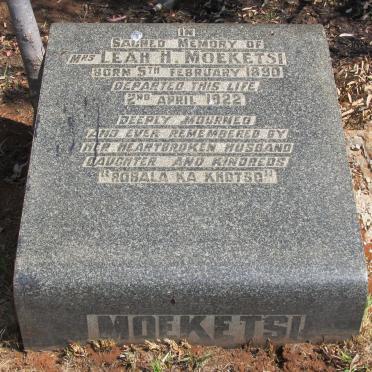 IN
SACRED MEMORY OF
MRS LEAH H. MOEKETSI
BORN 5TH FEBRUARY 1890
DEPARTED THIS LIFE
2ND APRIL 1922
DEEPLY MOURNED
AND EVER REMEMBERED BY
HER HEARTBROKEN HUSBAND
DAUGHTER AND KINDREDS
"ROBALA KA KHOTSO"
MOEKETSI